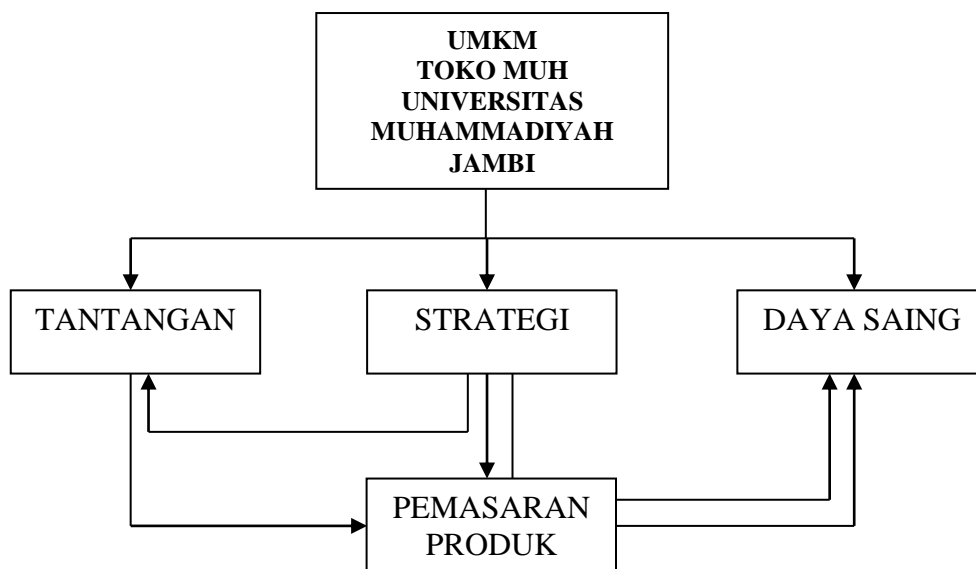 UMKM
TOKO MUH
UNIVERSITAS
MUHAMMADIYAH
JAMBI
TANTANGAN
STRATEGI
DAYA SAING
PEMASARAN
PRODUK